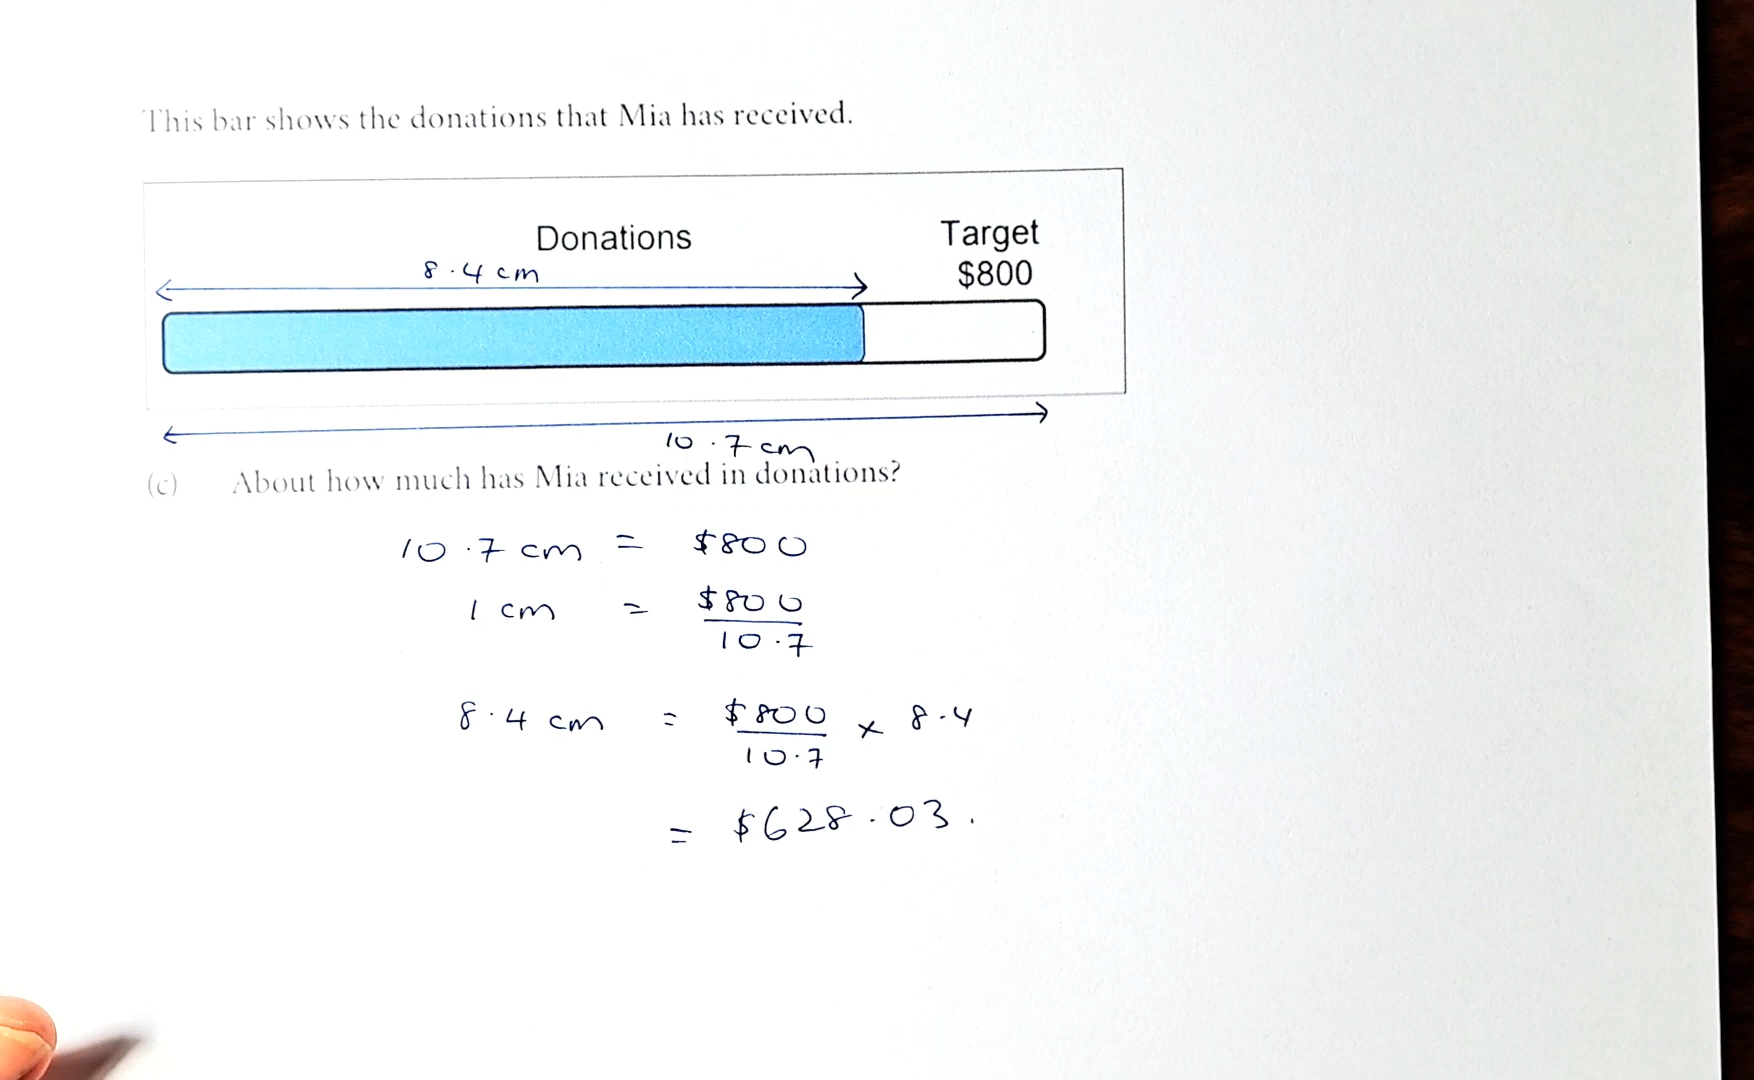 This bar shows the donations that Mia has received.
Donations
Target
$800
8.4 cm
10.7 cm
(c) About how much has Mia received in donations?
10.7 cm = $800
1 cm = $800
10.7
8.4 cm = $800 × 8.4
10.7
= $628.03.